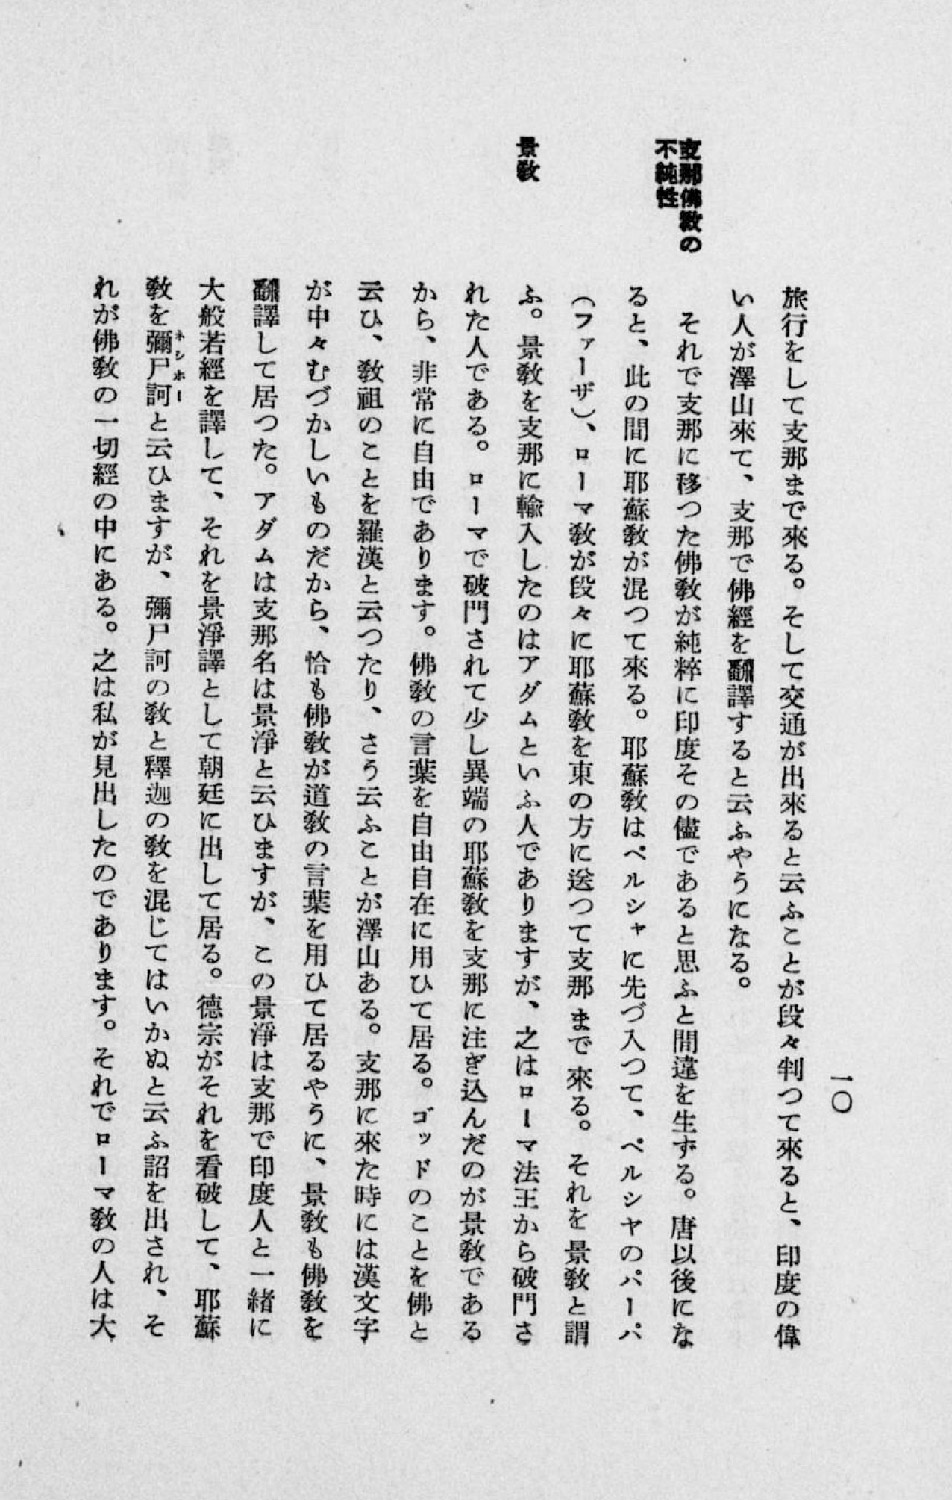 一〇
旅行をして支那まで來る。そして交通が出來ると云ふことが段々判つて來ると、印度の偉
い人が澤山來て、支那で佛經を飜譯すると云ふやうになる。
支那佛敎の
不純性
それで支那に移つた佛敎が純粹に印度その儘であると思ふと間違を生ずる。唐以後にな
ると、此の間に耶蘇敎が混つて來る。耶蘇敎はペルシャに先づ入つて、ペルシヤのパーパ
（ファーザ）、ローマ敎が段々に耶蘇敎を東の方に送つて支那まで來る。それを景敎と謂
景敎
ふ。景敎を支那に輸入したのはアダムといふ人でありますが、之はローマ法王から破門さ
れた人である。ローマで破門されて少し異端の耶蘇敎を支那に注ぎ込んだのが景敎である
から、非常に自由であります。佛敎の言葉を自由自在に用ひて居る。ゴッドのことを佛と
云ひ、敎祖のことを羅漢と云つたり、さう云ふことが澤山ある。支那に來た時には漢文字
が中々むづかしいものだから、恰も佛敎が道敎の言葉を用ひて居るやうに、景敎も佛敎を
飜譯して居つた。アダムは支那名は景淨と云ひますが、この景淨は支那で印度人と一緒に
大般若經を譯して、それを景淨譯として朝廷に出して居る。德宗がそれを看破して、耶蘇
敎を彌尸訶と云ひますが、彌尸訶の敎と釋迦の敎を混じてはいかぬと云ふ詔を出され、そ
れが佛敎の一切經の中にある。之は私が見出したのであります。それでローマ敎の人は大